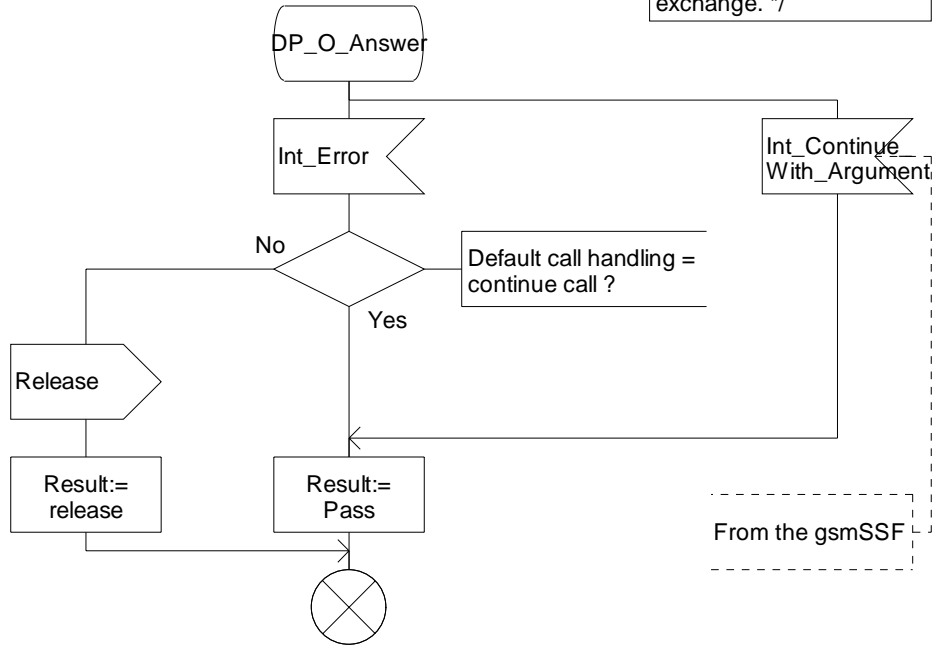 exchange. */
DP_O_Answer
Int_Error
Int_Continue_
With_Argument
No
Default call handling =
continue call ?
Yes
Release
Result:=
release
Result:=
Pass
From the gsmSSF